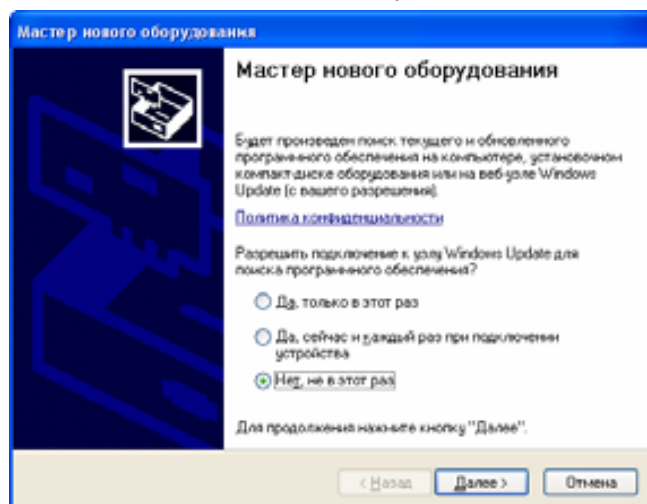 Мастер нового оборудования
Мастер нового оборудования
Будет произведен поиск текущего и обновленного
программного обеспечения на компьютере, установочном
компакт-диске оборудования или на веб-узле Windows
Update (с вашего разрешения).
Политика конфиденциальности
Разрешить подключение к узлу Windows Update для
поиска программного обеспечения?
Да, только в этот раз
Да, сейчас и каждый раз при подключении
устройства
Нет, не в этот раз
Для продолжения нажмите кнопку "Далее".
< Назад
Далее >
Отмена